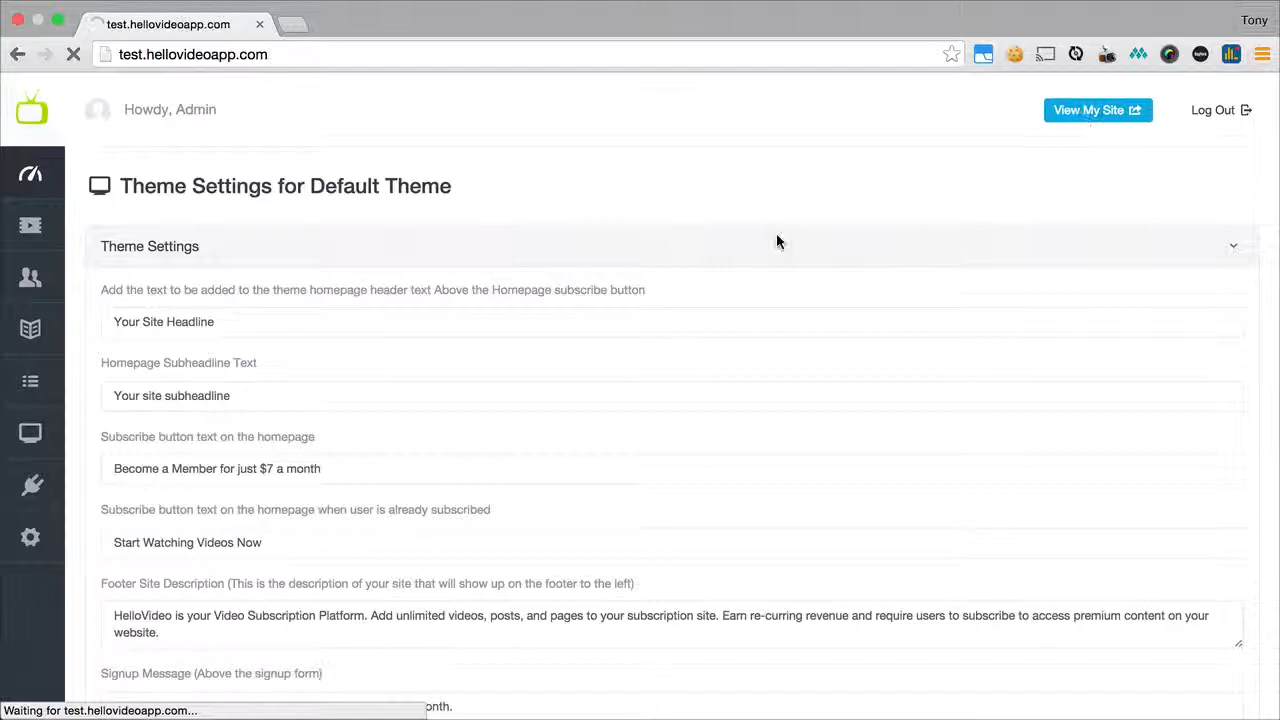 test.hellovideoapp.com
Tony
test.hellovideoapp.com
Howdy, Admin
View My Site
Log Out
Theme Settings for Default Theme
Theme Settings
Add the text to be added to the theme homepage header text Above the Homepage subscribe button
Your Site Headline
Homepage Subheadline Text
Your site subheadline
Subscribe button text on the homepage
Become a Member for just $7 a month
Subscribe button text on the homepage when user is already subscribed
Start Watching Videos Now
Footer Site Description (This is the description of your site that will show up on the footer to the left)
HelloVideo is your Video Subscription Platform. Add unlimited videos, posts, and pages to your subscription site. Earn re-curring revenue and require users to subscribe to access premium content on your
website.
Signup Message (Above the signup form)
onth.
Waiting for test.hellovideoapp.com...